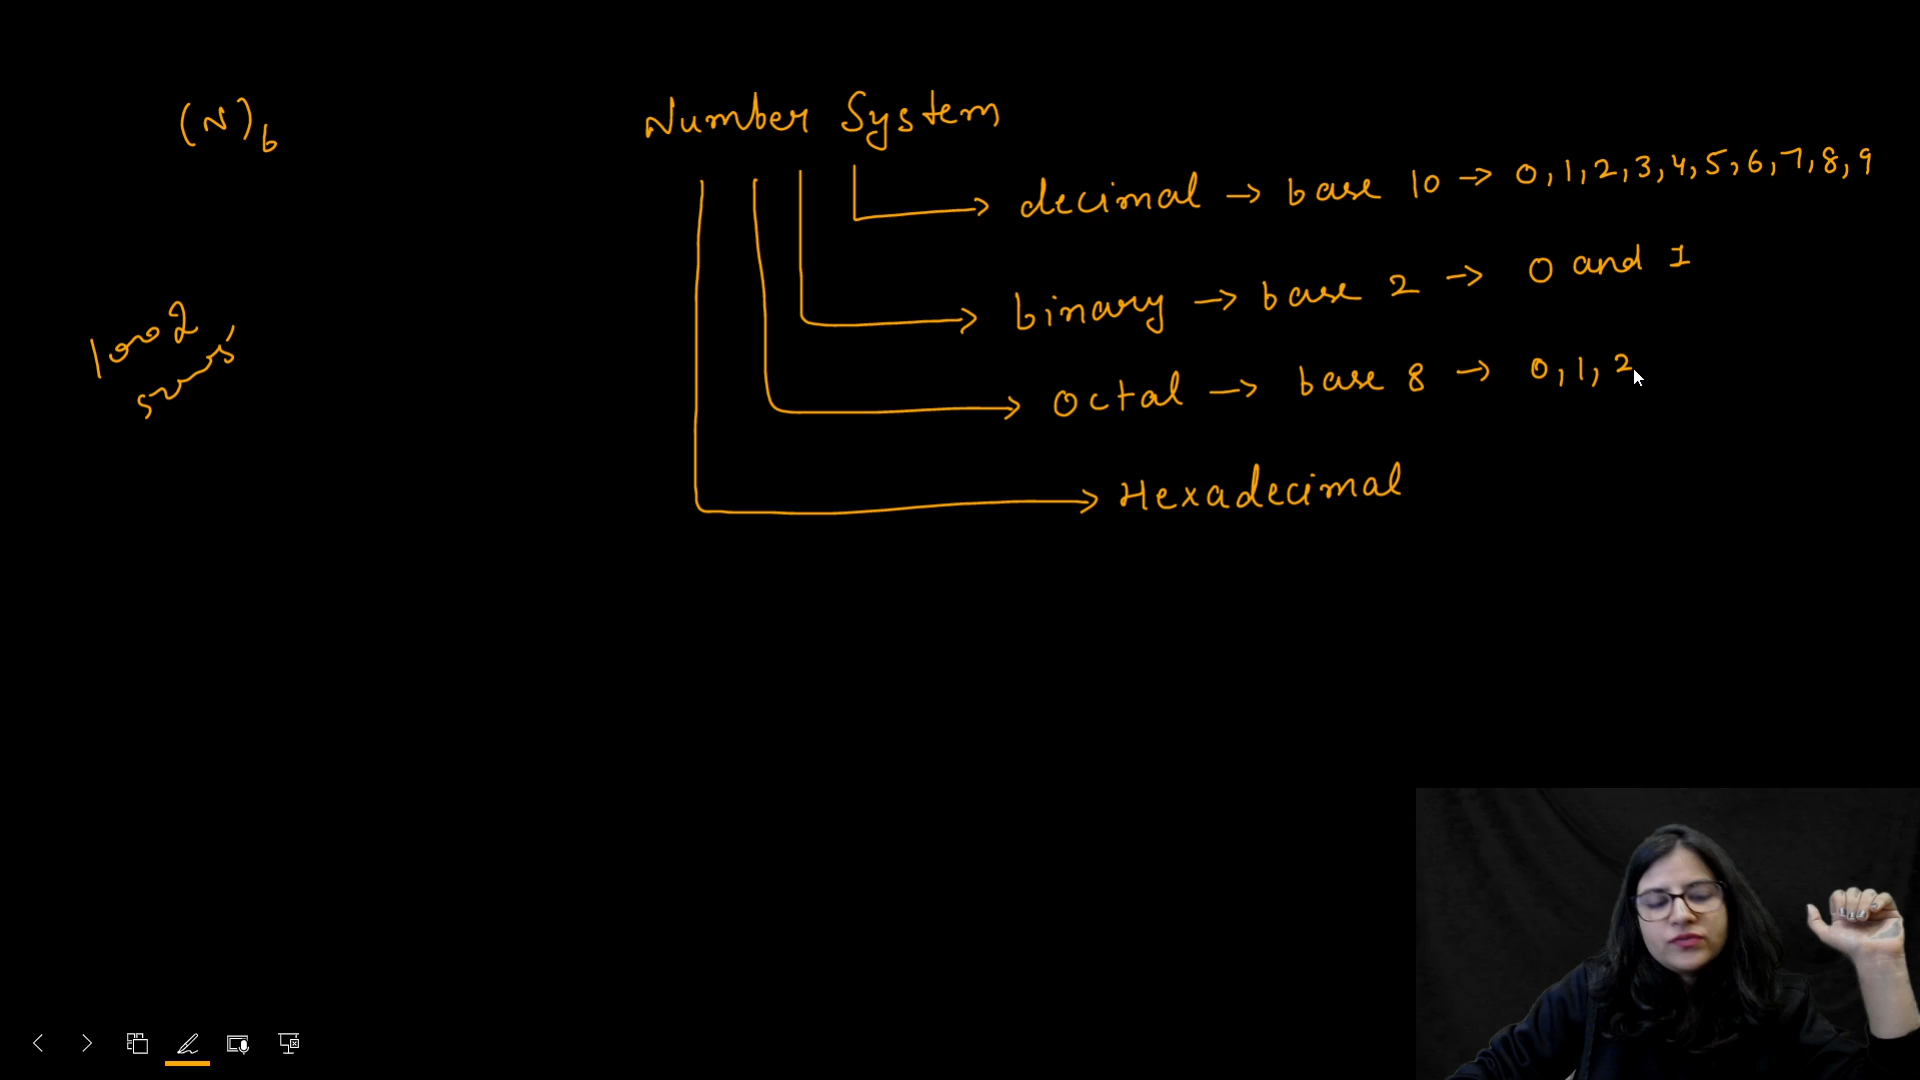 (N)b
Number System
decimal → base 10 → 0,1,2,3,4,5,6,7,8,9
binary → base 2 → 0 and 1
octal → base 8 → 0,1,2
Hexadecimal